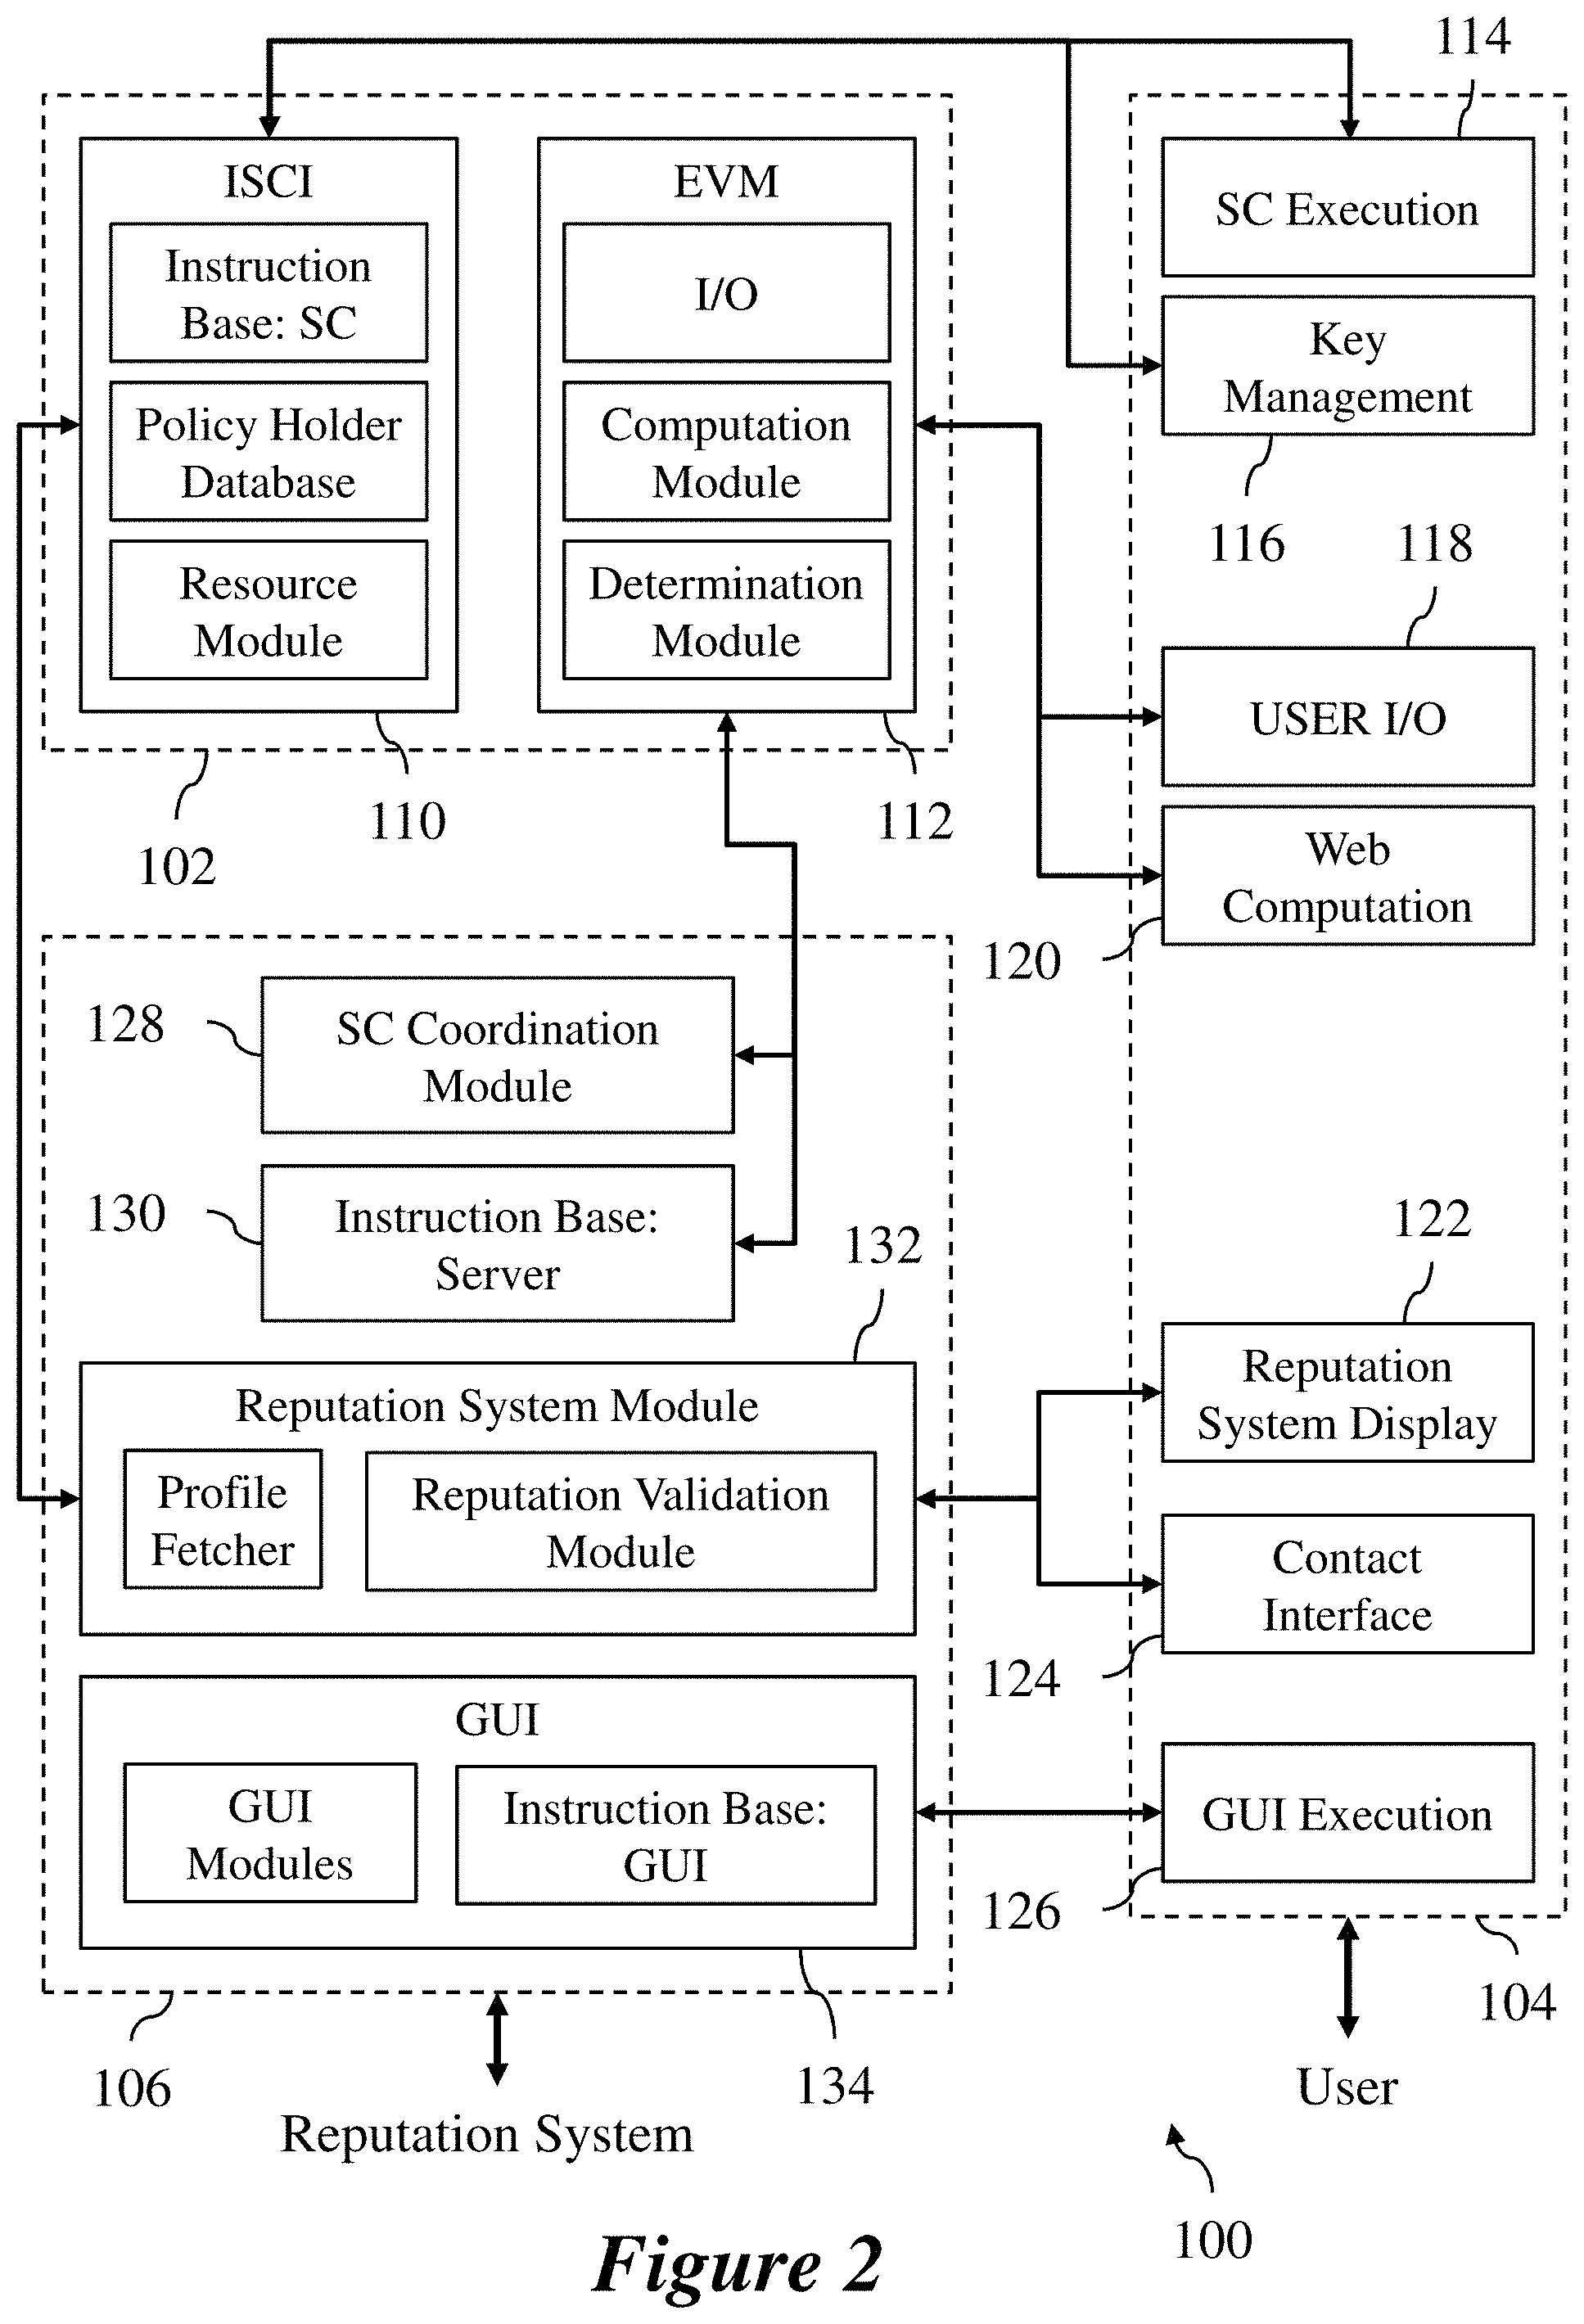 114
ISCI
Instruction
Base: SC
Policy Holder
Database
Resource
Module
EVM
I/O
Computation
Module
Determination
Module
SC Execution
Key
Management
116
118
USER I/O
Web
Computation
120
110
112
102
128
SC Coordination
Module
130
Instruction Base:
Server
132
122
Reputation System Module
Profile
Fetcher
Reputation Validation
Module
Reputation
System Display
Contact
Interface
124
GUI
GUI
Modules
Instruction Base:
GUI
GUI Execution
126
104
106
134
Reputation System
User
100
Figure 2